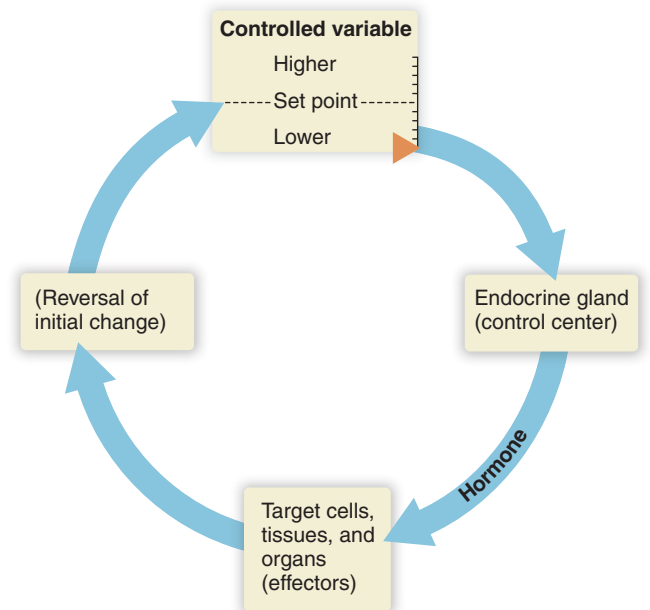 Controlled variable
Higher
Set point
Lower
Endocrine gland
(control center)
Hormone
Target cells,
tissues, and
organs
(effectors)
(Reversal of
initial change)